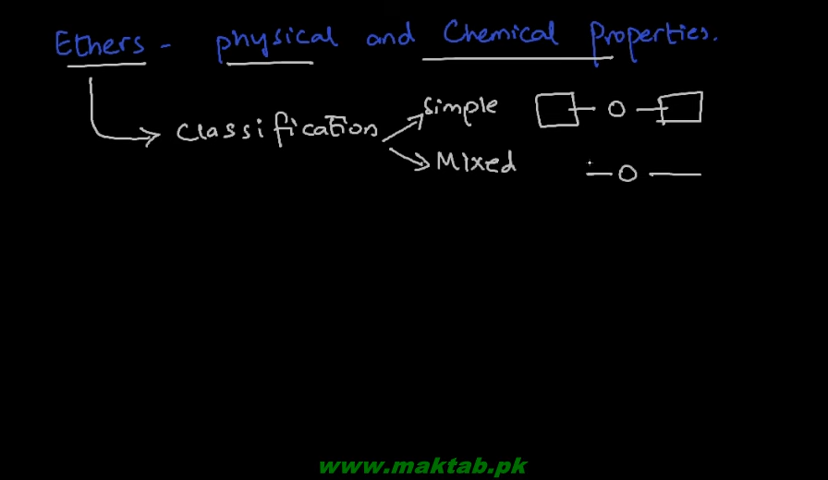 Ethers - physical and Chemical Properties.
Classification
Simple
O
Mixed
O
www.maktab.pk